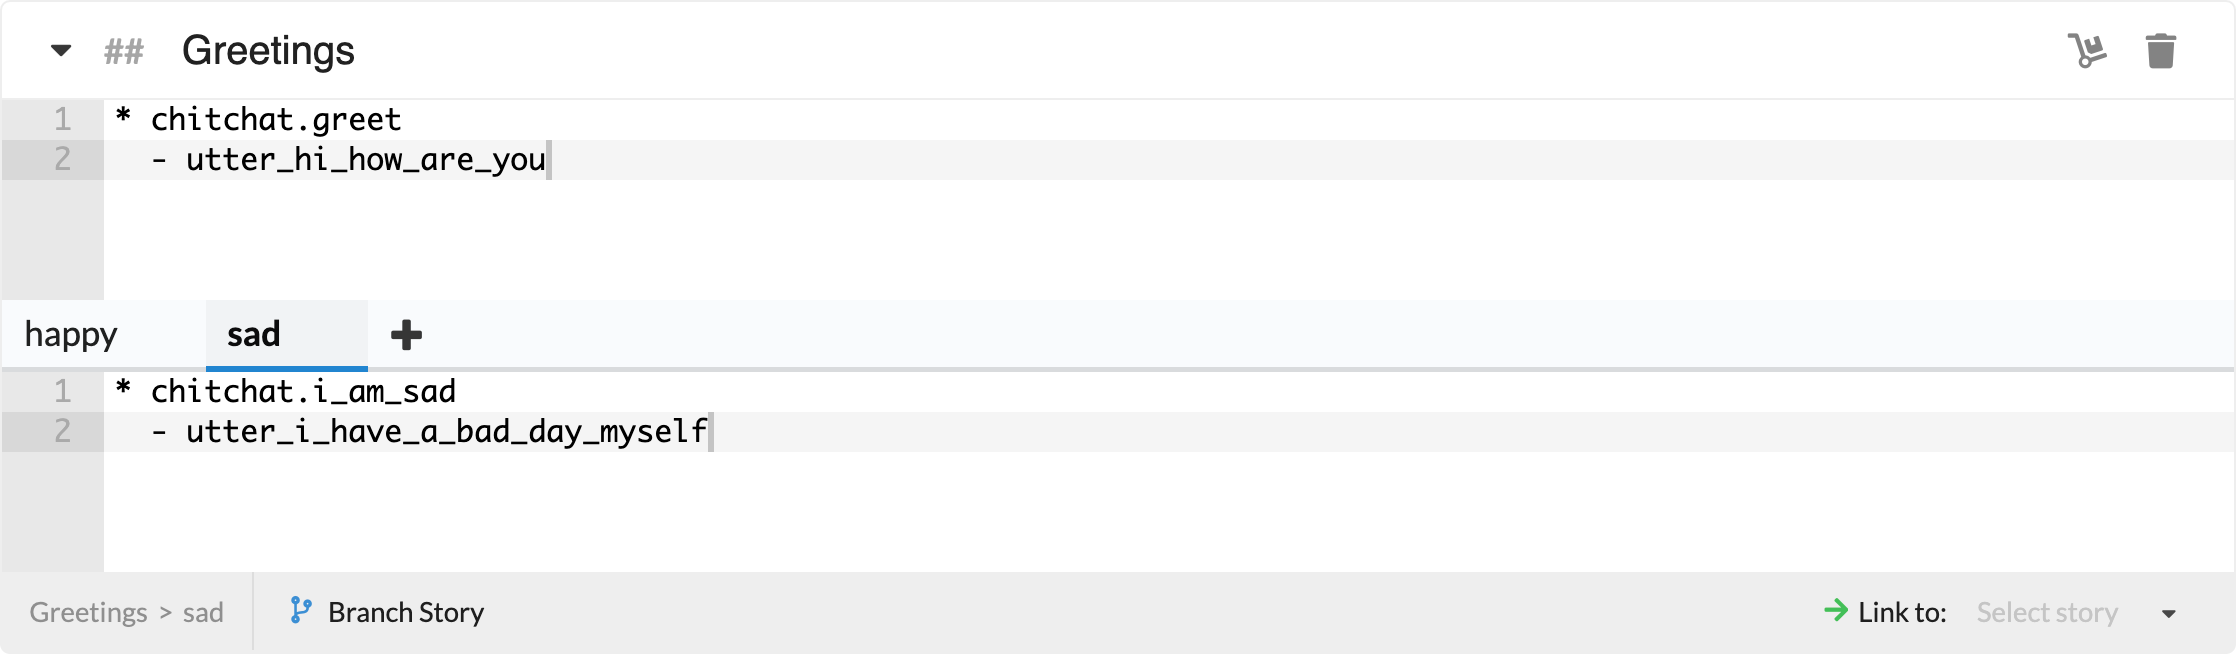 ## Greetings
1 * chitchat.greet
2 - utter_hi_how_are_you
happy sad
1 * chitchat.i_am_sad
2 - utter_i_have_a_bad_day_myself
Greetings > sad Branch Story Link to: Select story